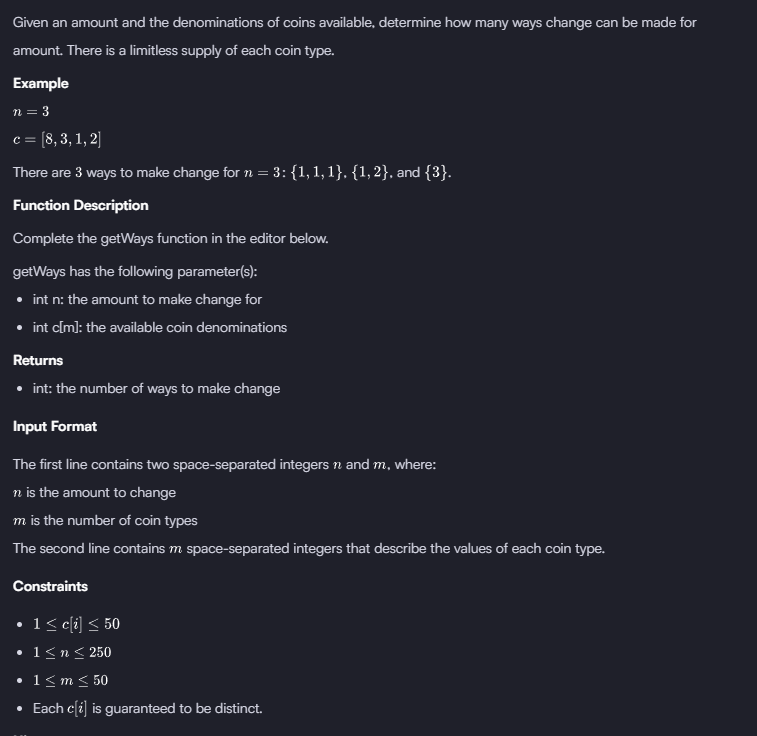 Given an amount and the denominations of coins available, determine how many ways change can be made for
amount. There is a limitless supply of each coin type.
Example
n = 3
c = [8, 3, 1, 2]
There are 3 ways to make change for n = 3: {1, 1, 1}, {1, 2}, and {3}.
Function Description
Complete the getWays function in the editor below.
getWays has the following parameter(s):
• int n: the amount to make change for
• int c[m]: the available coin denominations
Returns
• int: the number of ways to make change
Input Format
The first line contains two space-separated integers n and m, where:
n is the amount to change
m is the number of coin types
The second line contains m space-separated integers that describe the values of each coin type.
Constraints
• 1 ≤ c[i] ≤ 50
• 1 ≤ n ≤ 250
• 1 ≤ m ≤ 50
• Each c[i] is guaranteed to be distinct.